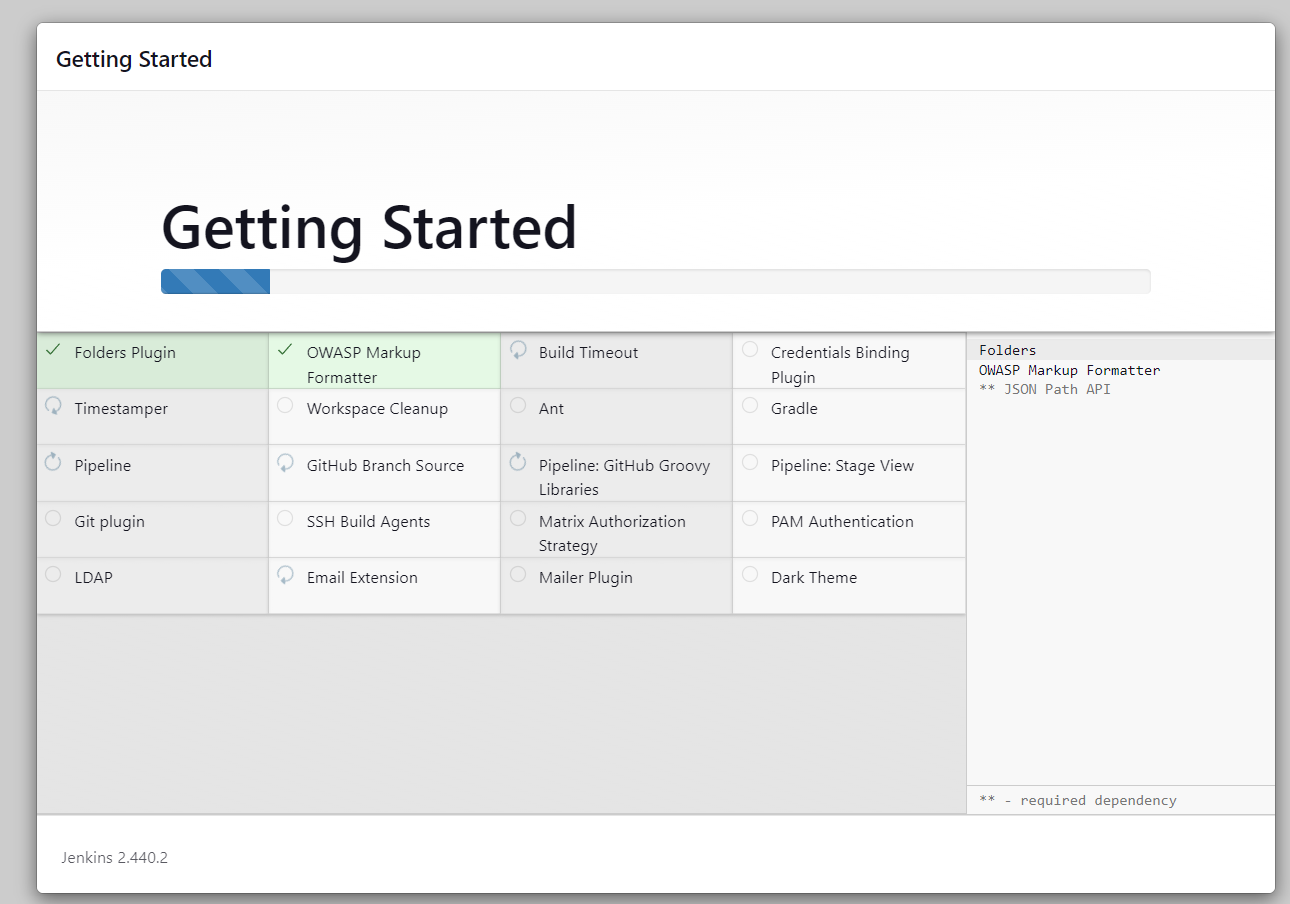 Getting Started
Getting Started
Folders Plugin
OWASP Markup
Formatter
Build Timeout
Credentials Binding
Plugin
Timestamper
Workspace Cleanup
Ant
Gradle
Pipeline
GitHub Branch Source
Pipeline: GitHub Groovy
Libraries
Pipeline: Stage View
Git plugin
SSH Build Agents
Matrix Authorization
Strategy
PAM Authentication
LDAP
Email Extension
Mailer Plugin
Dark Theme
Folders
OWASP Markup Formatter
** JSON Path API
** - required dependency
Jenkins 2.440.2